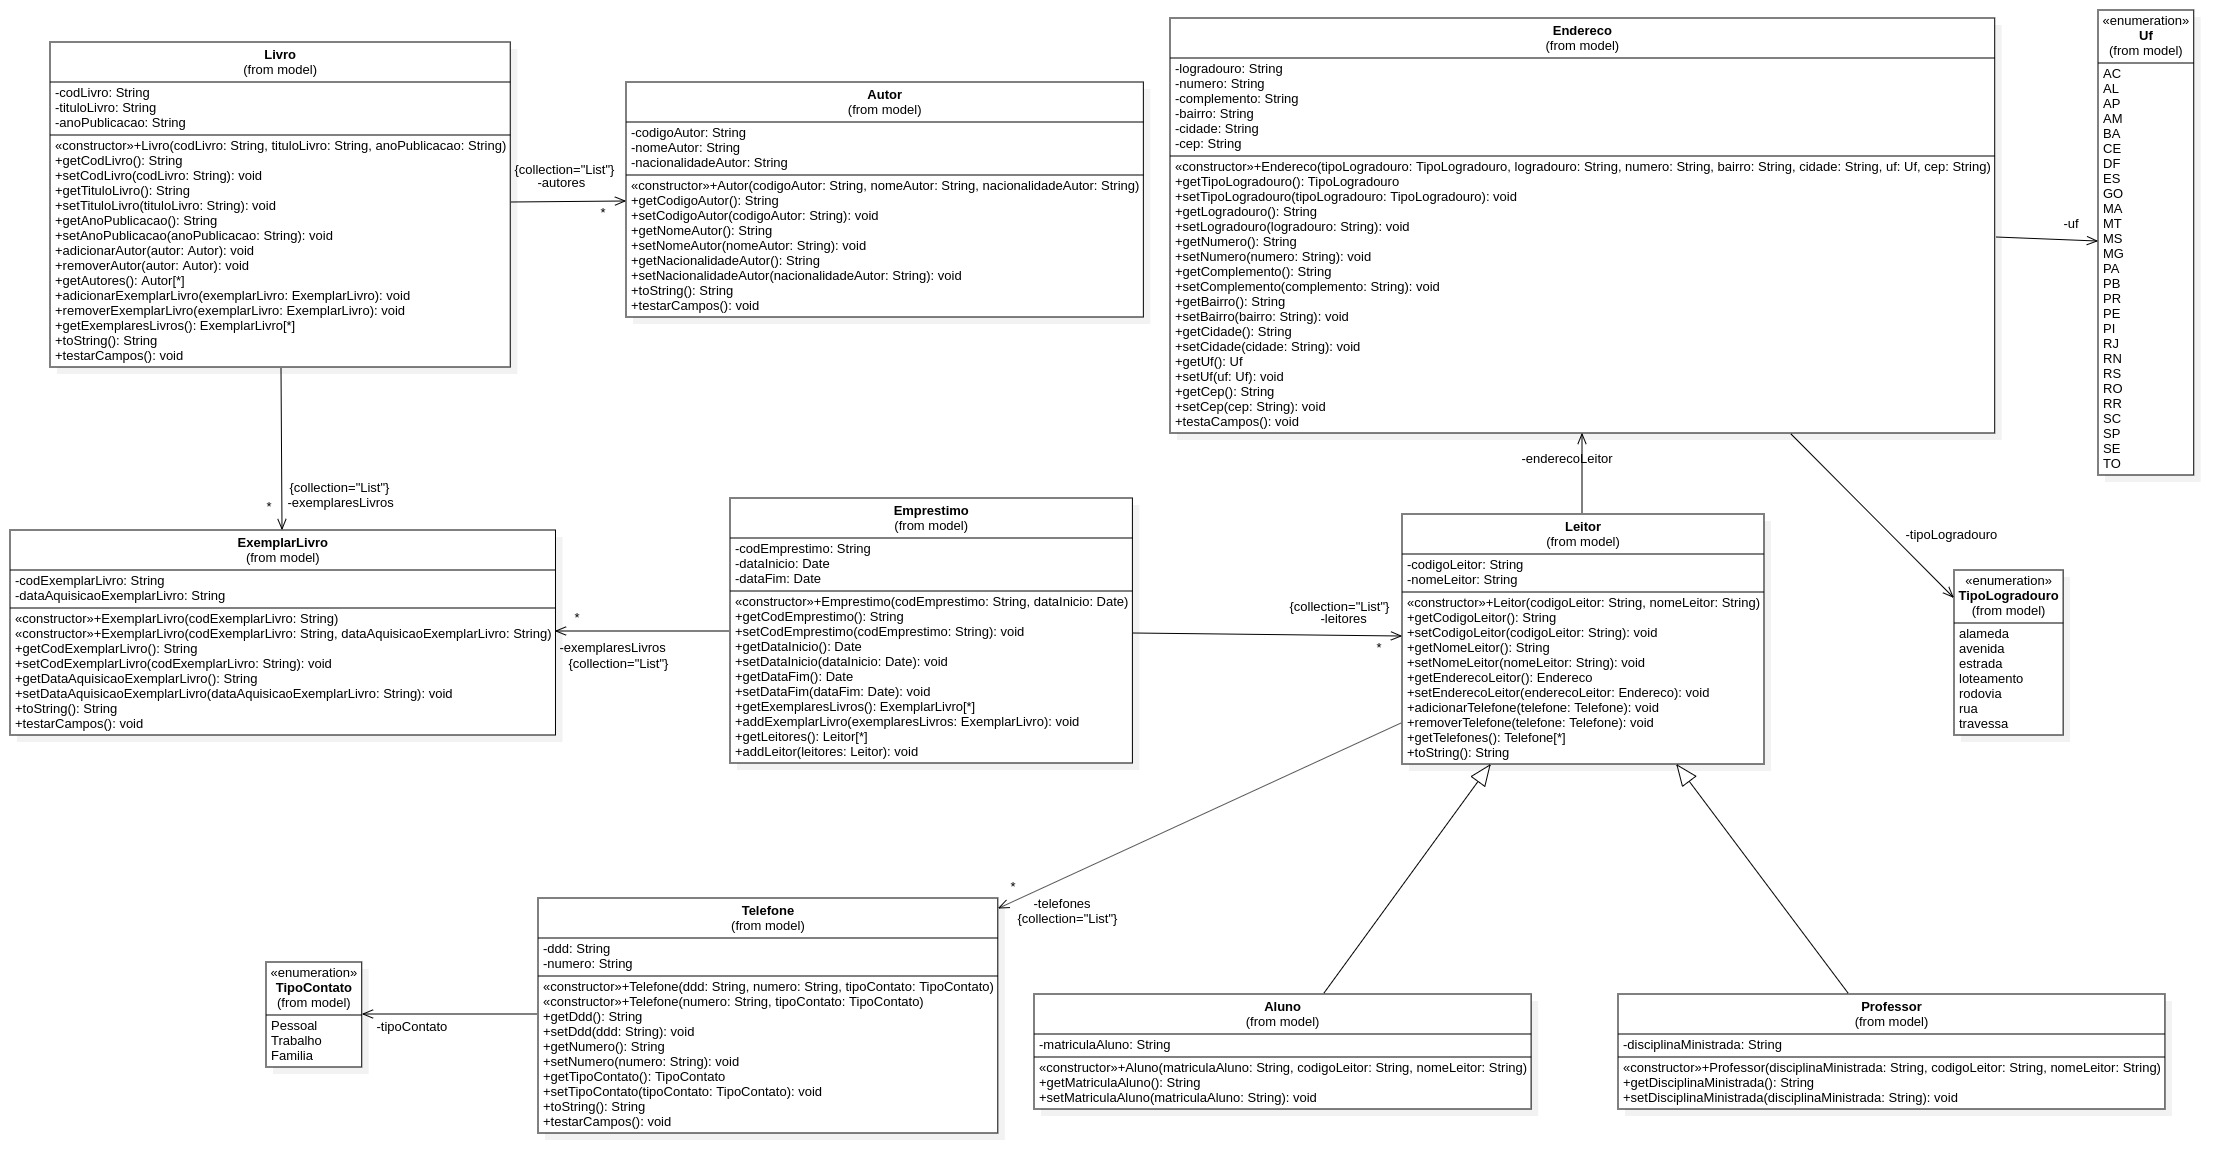 Livro
(from model)
-codLivro: String
-tituloLivro: String
-anoPublicacao: String
«constructor»+Livro(codLivro: String, tituloLivro: String, anoPublicacao: String)
+getCodLivro(): String
+setCodLivro(codLivro: String): void
+getTituloLivro(): String
+setTituloLivro(tituloLivro: String): void
+getAnoPublicacao(): String
+setAnoPublicacao(anoPublicacao: String): void
+adicionarAutor(autor: Autor): void
+removerAutor(autor: Autor): void
+getAutores(): Autor[*]
+adicionarExemplarLivro(exemplarLivro: ExemplarLivro): void
+removerExemplarLivro(exemplarLivro: ExemplarLivro): void
+getExemplaresLivros(): ExemplarLivro[*]
+toString(): String
+testarCampos(): void
{collection="List"}
-autores
*
Autor
(from model)
-codigoAutor: String
-nomeAutor: String
-nacionalidadeAutor: String
«constructor»+Autor(codigoAutor: String, nomeAutor: String, nacionalidadeAutor: String)
+getCodigoAutor(): String
+setCodigoAutor(codigoAutor: String): void
+getNomeAutor(): String
+setNomeAutor(nomeAutor: String): void
+getNacionalidadeAutor(): String
+setNacionalidadeAutor(nacionalidadeAutor: String): void
+toString(): String
+testarCampos(): void
Endereco
(from model)
-logradouro: String
-numero: String
-complemento: String
-bairro: String
-cidade: String
-cep: String
«constructor»+Endereco(tipoLogradouro: TipoLogradouro, logradouro: String, numero: String, bairro: String, cidade: String, uf: Uf, cep: String)
+getTipoLogradouro(): TipoLogradouro
+setTipoLogradouro(tipoLogradouro: TipoLogradouro): void
+getLogradouro(): String
+setLogradouro(logradouro: String): void
+getNumero(): String
+setNumero(numero: String): void
+getComplemento(): String
+setComplemento(complemento: String): void
+getBairro(): String
+setBairro(bairro: String): void
+getCidade(): String
+setCidade(cidade: String): void
+getUf(): Uf
+setUf(uf: Uf): void
+getCep(): String
+setCep(cep: String): void
+testaCampos(): void
-uf
«enumeration»
Uf
(from model)
AC
AL
AP
AM
BA
CE
DF
ES
GO
MA
MT
MS
MG
PA
PB
PR
PE
PI
RJ
RN
RS
RO
RR
SC
SP
SE
TO
{collection="List"}
-exemplaresLivros
*
ExemplarLivro
(from model)
-codExemplarLivro: String
-dataAquisicaoExemplarLivro: String
«constructor»+ExemplarLivro(codExemplarLivro: String)
«constructor»+ExemplarLivro(codExemplarLivro: String, dataAquisicaoExemplarLivro: String)
+getCodExemplarLivro(): String
+setCodExemplarLivro(codExemplarLivro: String): void
+getDataAquisicaoExemplarLivro(): String
+setDataAquisicaoExemplarLivro(dataAquisicaoExemplarLivro: String): void
+toString(): String
+testarCampos(): void
*
-exemplaresLivros
{collection="List"}
Emprestimo
(from model)
-codEmprestimo: String
-dataInicio: Date
-dataFim: Date
«constructor»+Emprestimo(codEmprestimo: String, dataInicio: Date)
+getCodEmprestimo(): String
+setCodEmprestimo(codEmprestimo: String): void
+getDataInicio(): Date
+setDataInicio(dataInicio: Date): void
+getDataFim(): Date
+setDataFim(dataFim: Date): void
+getExemplaresLivros(): ExemplarLivro[*]
+addExemplarLivro(exemplaresLivros: ExemplarLivro): void
+getLeitores(): Leitor[*]
+addLeitor(leitores: Leitor): void
{collection="List"}
-leitores
*
-enderecoLeitor
Leitor
(from model)
-codigoLeitor: String
-nomeLeitor: String
«constructor»+Leitor(codigoLeitor: String, nomeLeitor: String)
+getCodigoLeitor(): String
+setCodigoLeitor(codigoLeitor: String): void
+getNomeLeitor(): String
+setNomeLeitor(nomeLeitor: String): void
+getEnderecoLeitor(): Endereco
+setEnderecoLeitor(enderecoLeitor: Endereco): void
+adicionarTelefone(telefone: Telefone): void
+removerTelefone(telefone: Telefone): void
+getTelefones(): Telefone[*]
+toString(): String
-tipoLogradouro
«enumeration»
TipoLogradouro
(from model)
alameda
avenida
estrada
loteamento
rodovia
rua
travessa
*
-telefones
{collection="List"}
«enumeration»
TipoContato
(from model)
Pessoal
Trabalho
Familia
-tipoContato
Telefone
(from model)
-ddd: String
-numero: String
«constructor»+Telefone(ddd: String, numero: String, tipoContato: TipoContato)
«constructor»+Telefone(numero: String, tipoContato: TipoContato)
+getDdd(): String
+setDdd(ddd: String): void
+getNumero(): String
+setNumero(numero: String): void
+getTipoContato(): TipoContato
+setTipoContato(tipoContato: TipoContato): void
+toString(): String
+testarCampos(): void
Aluno
(from model)
-matriculaAluno: String
«constructor»+Aluno(matriculaAluno: String, codigoLeitor: String, nomeLeitor: String)
+getMatriculaAluno(): String
+setMatriculaAluno(matriculaAluno: String): void
Professor
(from model)
-disciplinaMinistrada: String
«constructor»+Professor(disciplinaMinistrada: String, codigoLeitor: String, nomeLeitor: String)
+getDisciplinaMinistrada(): String
+setDisciplinaMinistrada(disciplinaMinistrada: String): void